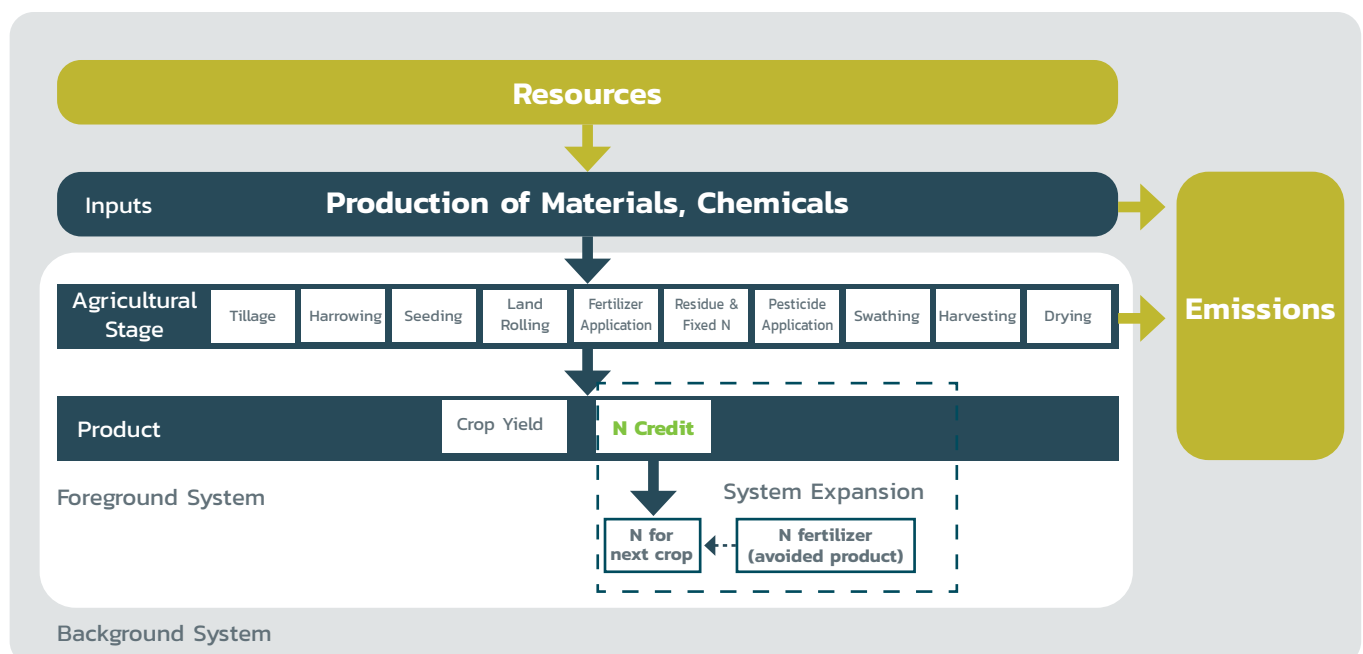 Resources
Inputs
Production of Materials, Chemicals
Emissions
Agricultural
Stage
Tillage
Harrowing
Seeding
Land
Rolling
Fertilizer
Application
Residue &
Fixed N
Pesticide
Application
Swathing
Harvesting
Drying
Product
Crop Yield
N Credit
Foreground System
System Expansion
N for
next crop
N fertilizer
(avoided product)
Background System